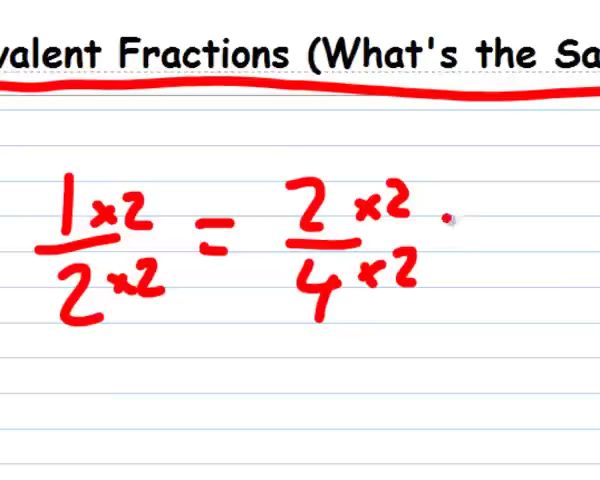 valent Fractions (What's the Sa
1 ×2 = 2 ×2
2 ×2 4 ×2